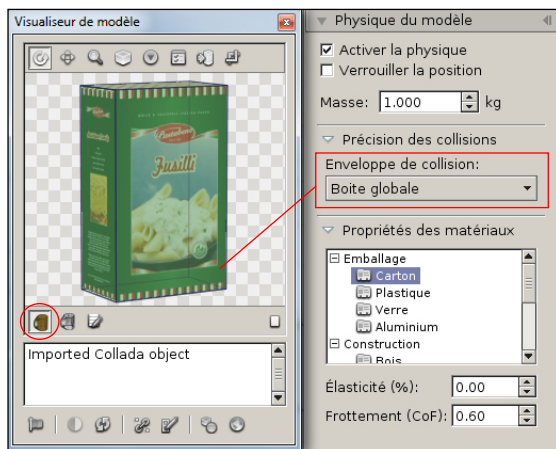 Visualiseur de modèle
Fusilli
Imported Collada object
Physique du modèle
Activer la physique
Verrouiller la position
Masse: 1.000 kg
Précision des collisions
Enveloppe de collision:
Boite globale
Propriétés des matériaux
Emballage
Carton
Plastique
Verre
Aluminium
Construction
Bois
Élasticité (%): 0.00
Frottement (CoF): 0.60